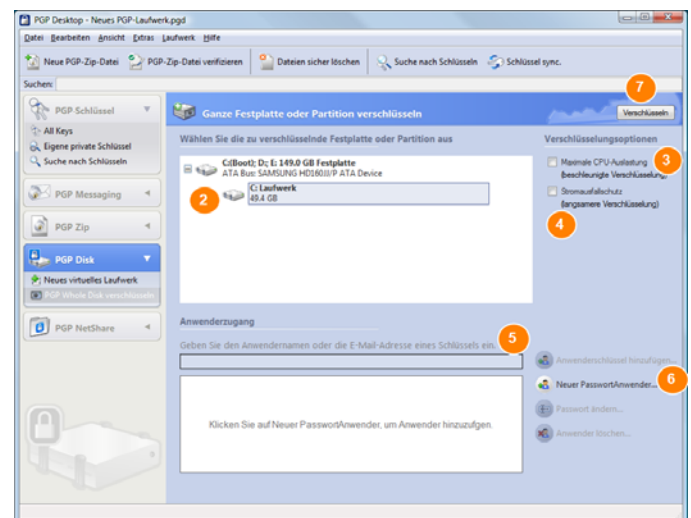 PGP Desktop - Neues PGP-Laufwerk.pgd
Datei Bearbeiten Ansicht Extras Laufwerk Hilfe
Neue PGP-Zip-Datei PGP-Zip-Datei verifizieren Dateien sicher löschen Suche nach Schlüsseln Schlüssel sync.
Suchen:
7
PGP Schlüssel
Ganze Festplatte oder Partition verschlüsseln
Verschlüsseln
All Keys
Eigene private Schlüssel
Suche nach Schlüsseln
Wählen Sie die zu verschlüsselnde Festplatte oder Partition aus
Verschlüsselungsoptionen
C:(Boot); D:; E: 149.0 GB Festplatte
ATA Bus: SAMSUNG HD160JJ/P ATA Device
Maximale CPU-Auslastung
(beschleunigte Verschlüsselung)
3
2
C: Laufwerk
49.4 GB
Stromausfallschutz
(langsamere Verschlüsselung)
4
PGP Messaging
PGP Zip
PGP Disk
Neues virtuelles Laufwerk
PGP Whole Disk verschlüsseln
PGP NetShare
Anwenderzugang
Geben Sie den Anwendernamen oder die E-Mail-Adresse eines Schlüssels ein.
5
Anwenderschlüssel hinzufügen...
Neuer PasswortAnwender...
6
Passwort ändern...
Anwender löschen...
Klicken Sie auf Neuer PasswortAnwender, um Anwender hinzuzufgen.